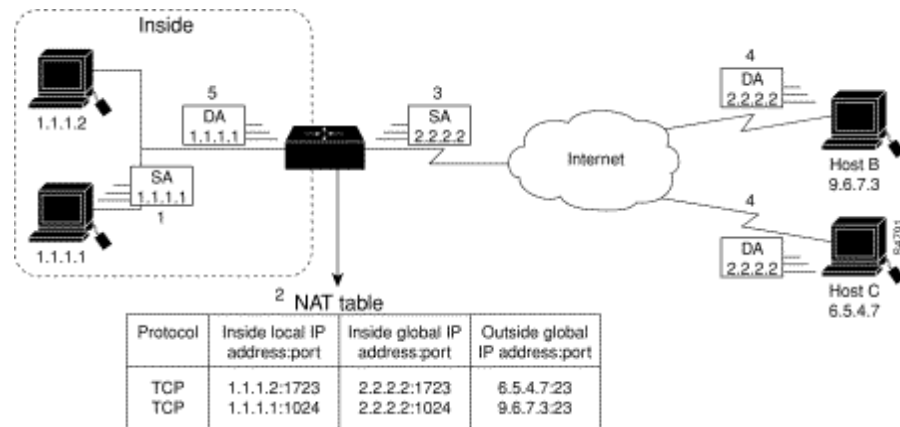 Inside
1.1.1.2
5
DA
1.1.1.1
3
SA
2.2.2.2
4
DA
2.2.2.2
Internet
Host B
9.6.7.3
SA
1.1.1.1
1
1.1.1.1
4
DA
2.2.2.2
Host C
6.5.4.7
2 NAT table
Protocol
Inside local IP
address:port
Inside global IP
address:port
Outside global
IP address:port
TCP 1.1.1.2:1723 2.2.2.2:1723 6.5.4.7:23
TCP 1.1.1.1:1024 2.2.2.2:1024 9.6.7.3:23